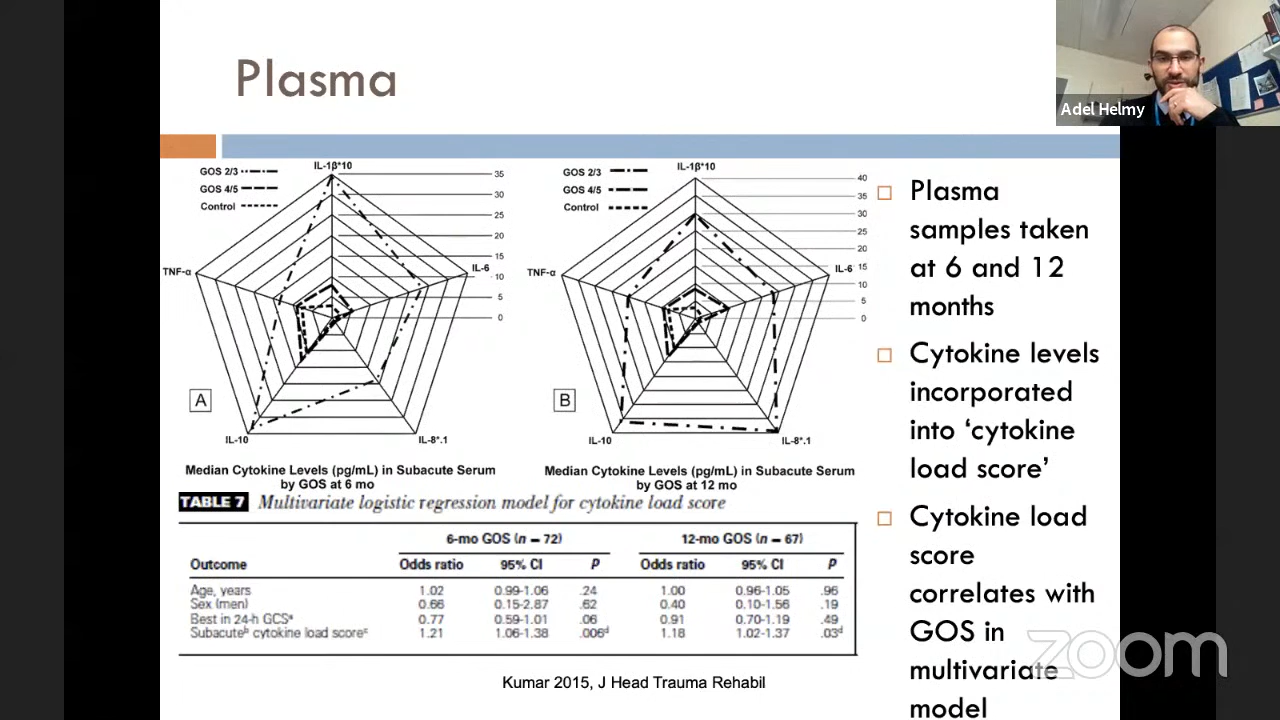 Plasma
Adel Helmy
GOS 2/3
GOS 4/5
Control
IL-1β*10
35
30
25
20
15
10
5
0
TNF-α
IL-6
IL-10
IL-8*.1
A
Median Cytokine Levels (pg/mL) in Subacute Serum
by GOS at 6 mo
GOS 2/3
GOS 4/5
Control
IL-1β*10
40
35
30
25
20
15
10
5
0
TNF-α
IL-6
IL-10
IL-8*.1
B
Median Cytokine Levels (pg/mL) in Subacute Serum
by GOS at 12 mo
TABLE 7 Multivariate logistic regression model for cytokine load score
6-mo GOS (n = 72) 12-mo GOS (n = 67)
Outcome Odds ratio 95% CI P Odds ratio 95% CI P
Age, years 1.02 0.99-1.06 .24 1.00 0.96-1.05 .96
Sex (men) 0.66 0.15-2.87 .62 0.40 0.10-1.56 .19
Best in 24-h GCSᵃ 0.77 0.59-1.01 .06 0.91 0.70-1.19 .49
Subacuteᵇ cytokine load scoreᶜ 1.21 1.06-1.38 .006ᵈ 1.18 1.02-1.37 .03ᵈ
Kumar 2015, J Head Trauma Rehabil
Plasma
samples taken
at 6 and 12
months
Cytokine levels
incorporated
into ‘cytokine
load score’
Cytokine load
score
correlates with
GOS in
multivariate
model
zoom